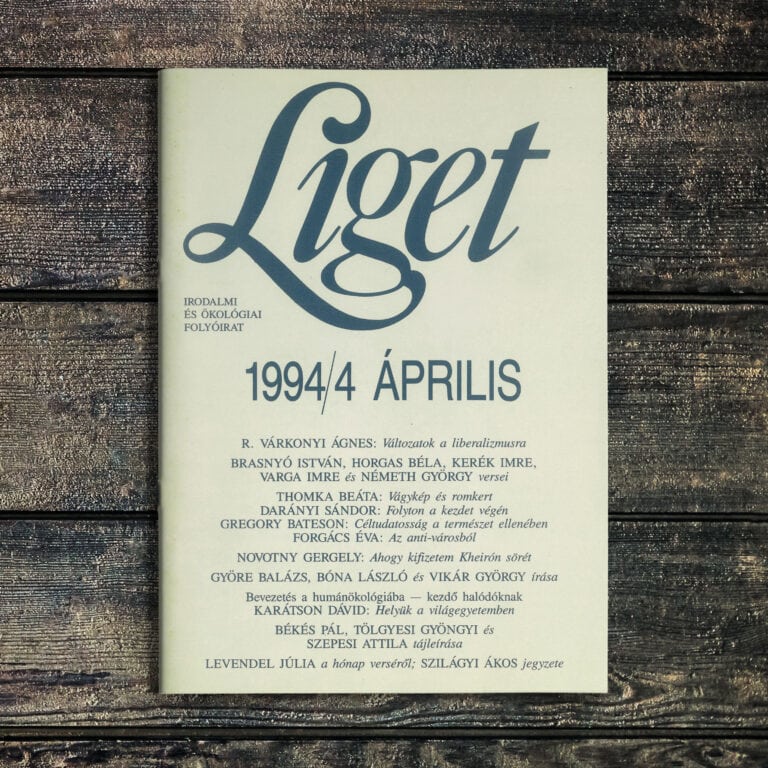 Liget
IRODALMI
ÉS ÖKOLÓGIAI
FOLYÓIRAT
1994/4 ÁPRILIS
R. VÁRKONYI ÁGNES: Változatok a liberalizmusra
BRASNYÓ ISTVÁN, HORGAS BÉLA, KERÉK IMRE,
VARGA IMRE és NÉMETH GYÖRGY versei
THOMKA BEÁTA: Vágykép és romkert
DARÁNYI SÁNDOR: Folyton a kezdet végén
GREGORY BATESON: Céltudatosság a természet ellenében
FORGÁCS ÉVA: Az anti-városból
NOVOTNY GERGELY: Ahogy kifizetem Kheirón sörét
GYÖRE BALÁZS, BÓNA LÁSZLÓ és VIKÁR GYÖRGY írása
Bevezetés a humánökológiába — kezdő halódóknak
KARÁTSON DÁVID: Helyük a világegyetemben
BÉKÉS PÁL, TÖLGYESI GYÖNGYI és
SZEPESI ATTILA tájleírása
LEVENDEL JÚLIA a hónap verséről; SZILÁGYI ÁKOS jegyzete